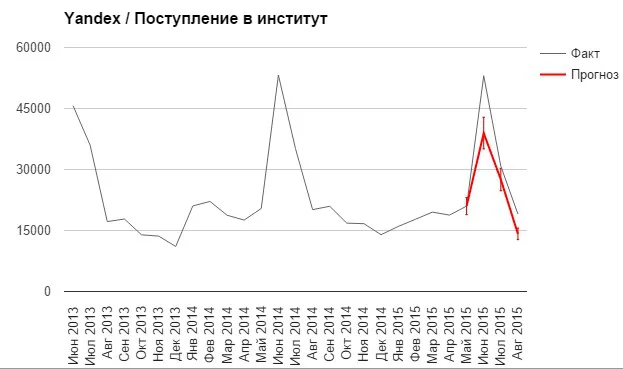 Yandex / Поступление в институт
60000
45000
30000
15000
0
Факт
Прогноз
Июн 2013
Июл 2013
Авг 2013
Сен 2013
Окт 2013
Ноя 2013
Дек 2013
Янв 2014
Фев 2014
Мар 2014
Апр 2014
Май 2014
Июн 2014
Июл 2014
Авг 2014
Сен 2014
Окт 2014
Ноя 2014
Дек 2014
Янв 2015
Фев 2015
Мар 2015
Апр 2015
Май 2015
Июн 2015
Июл 2015
Авг 2015